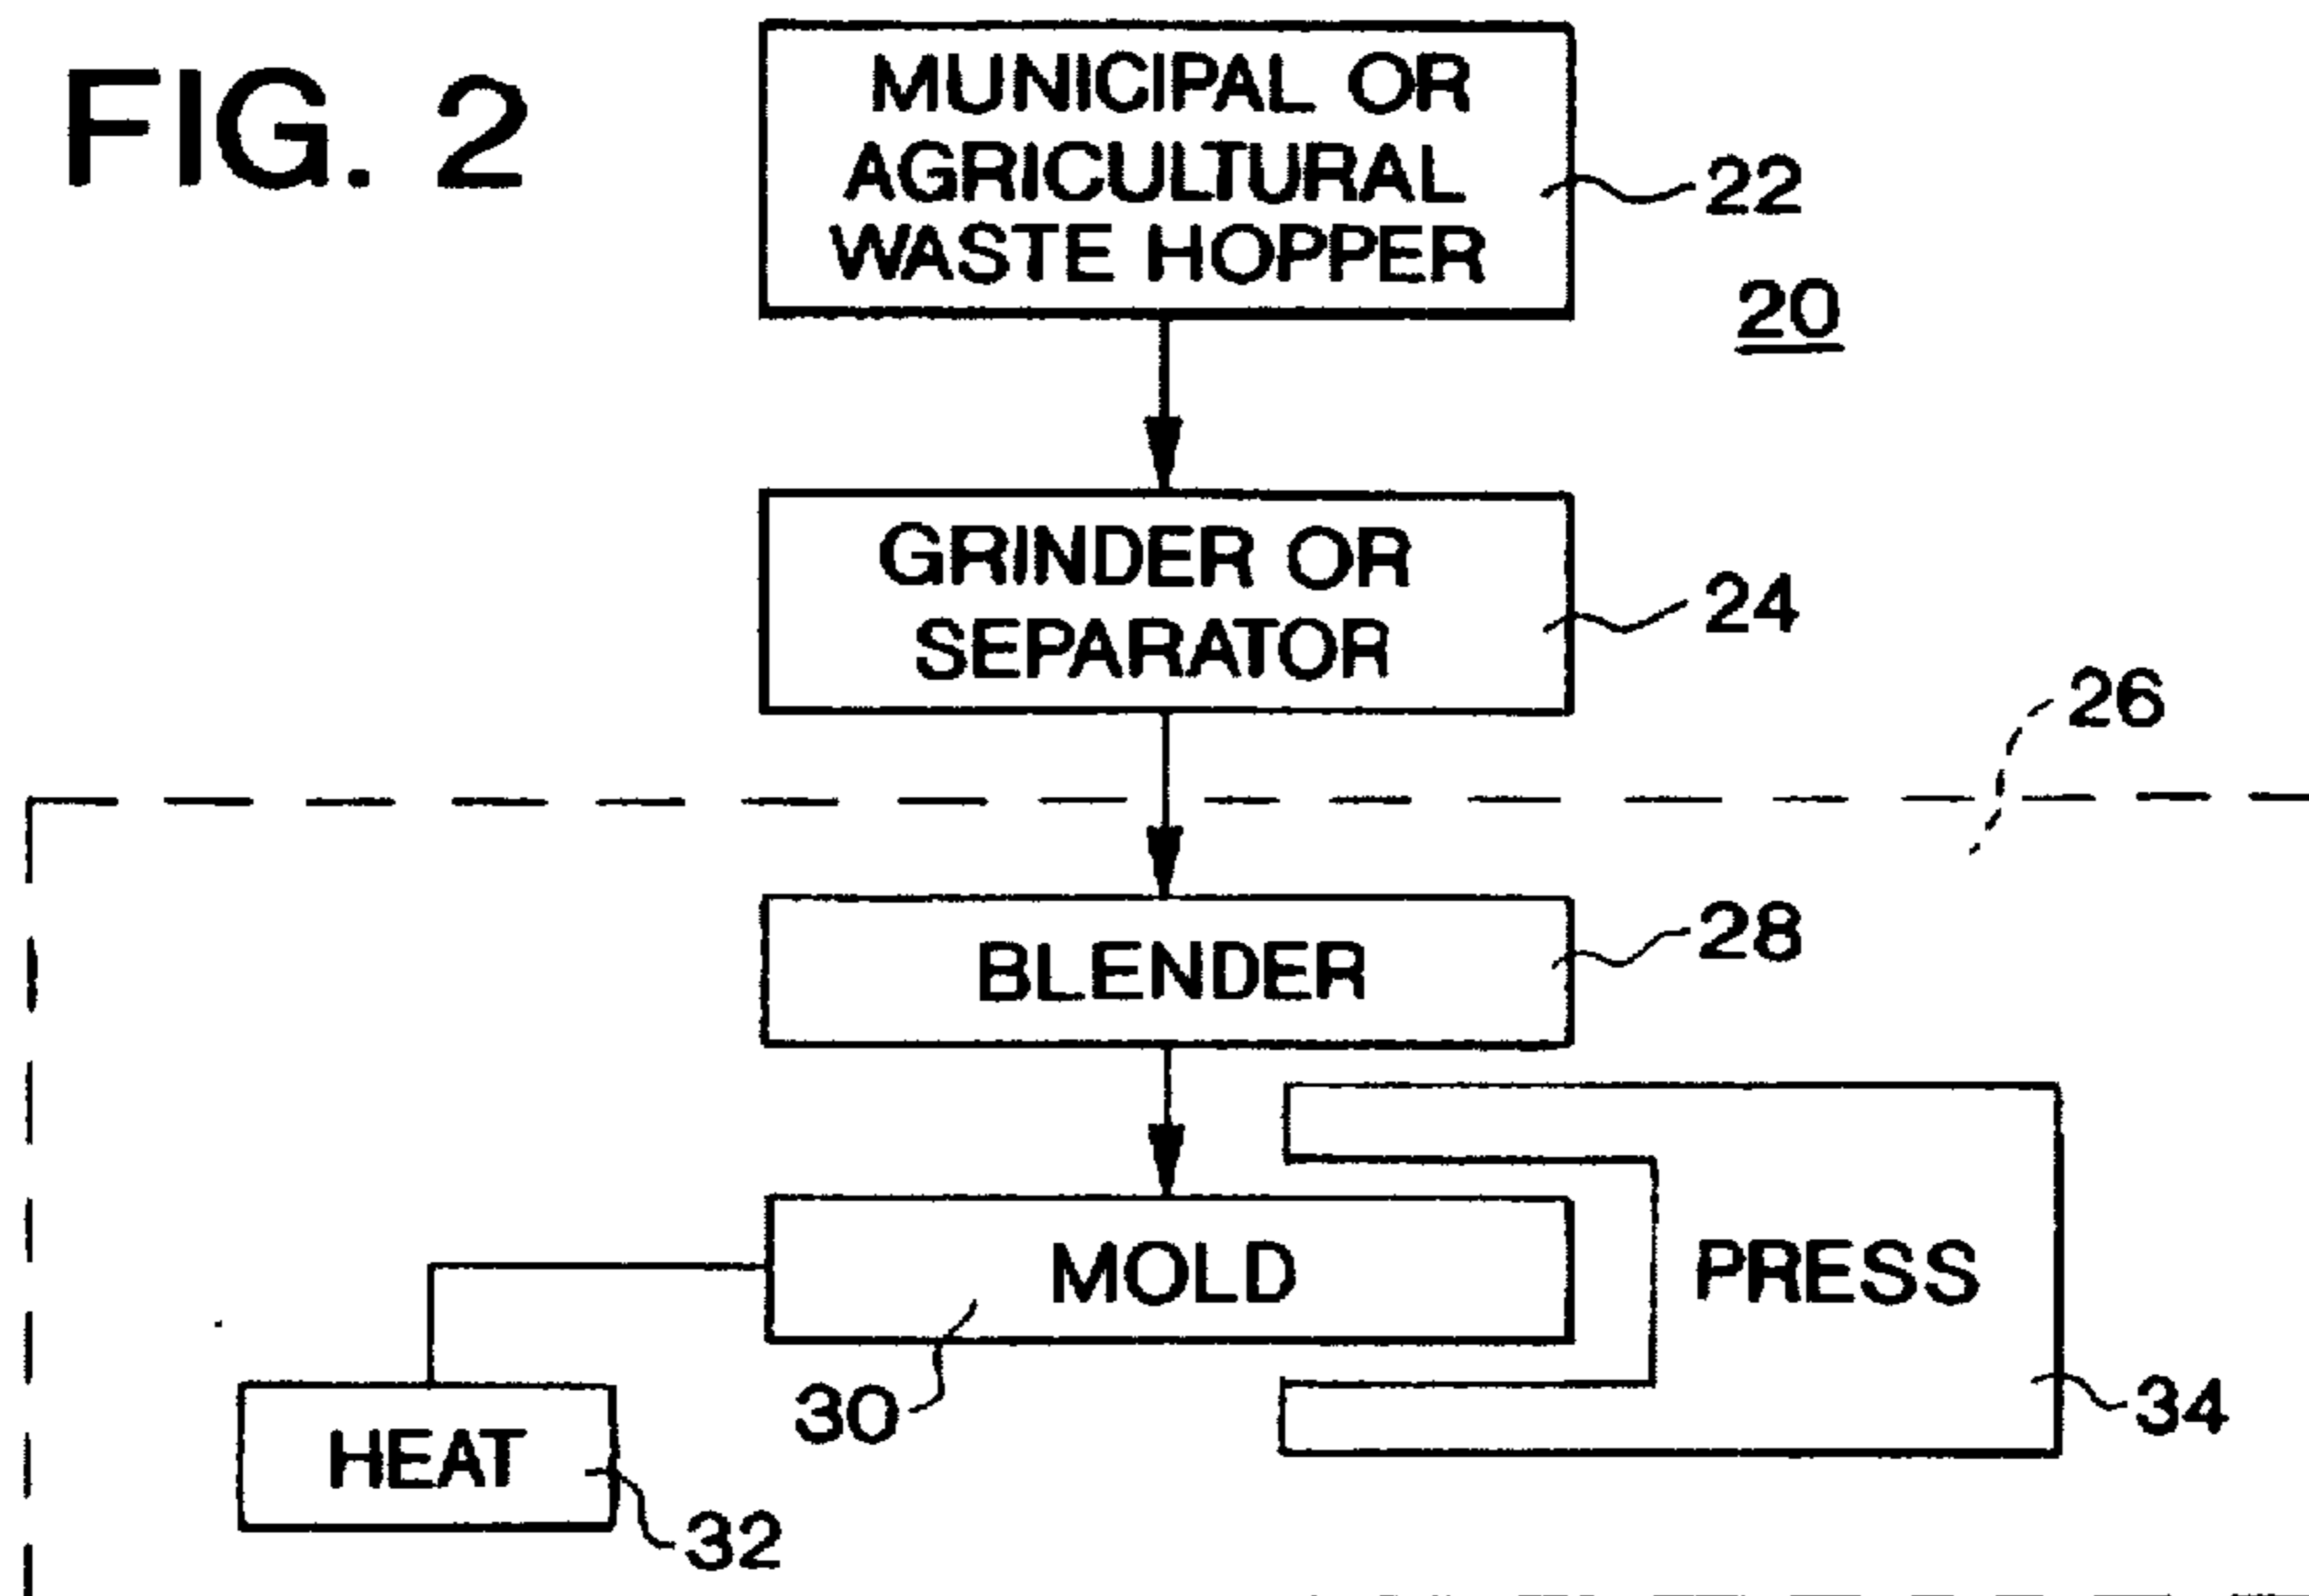 FIG. 2
MUNICIPAL OR
AGRICULTURAL
WASTE HOPPER
22
20
GRINDER OR
SEPARATOR
24
26
BLENDER
28
MOLD
PRESS
30
34
HEAT
32